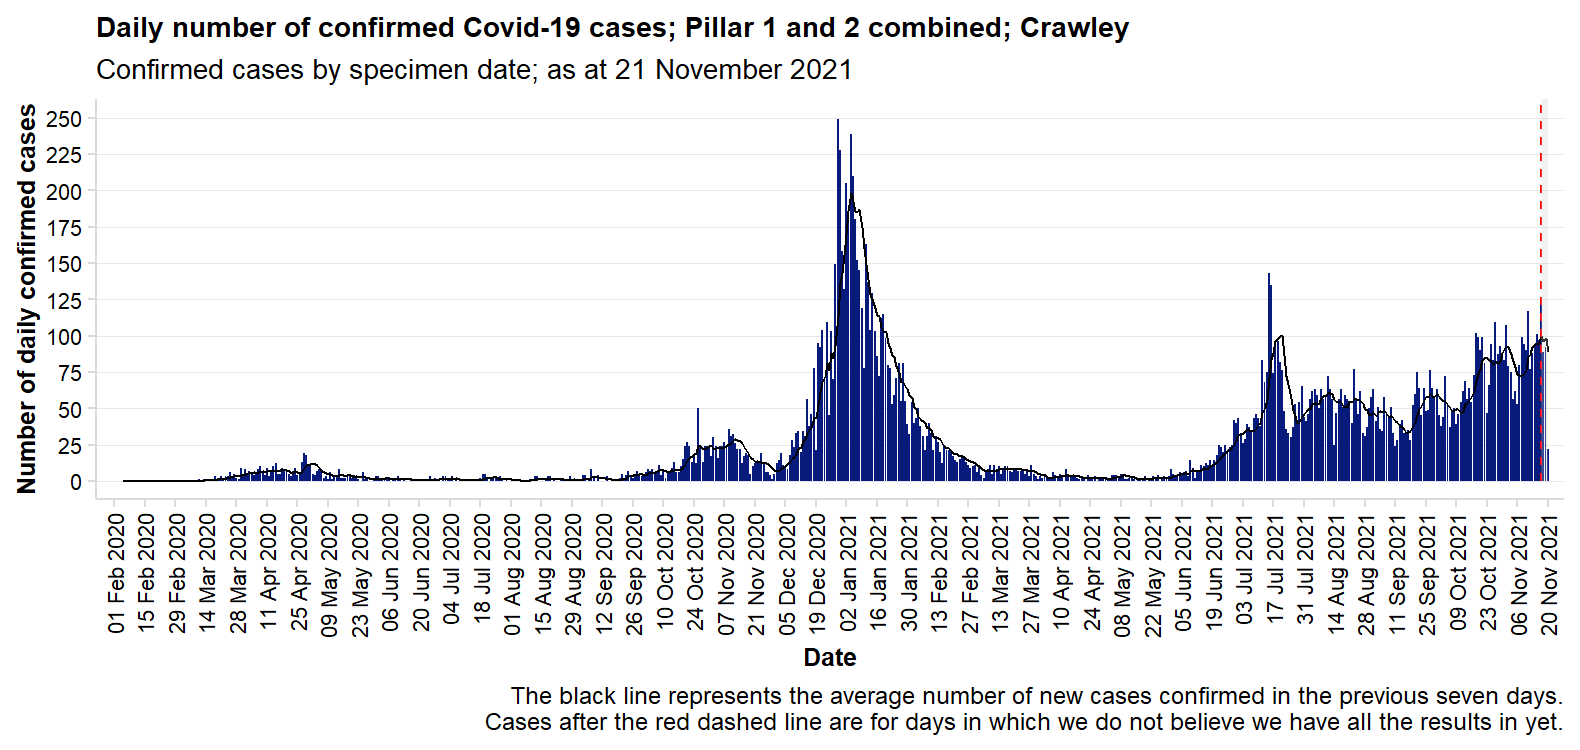 Daily number of confirmed Covid-19 cases; Pillar 1 and 2 combined; Crawley
Confirmed cases by specimen date; as at 21 November 2021
Number of daily confirmed cases
250
225
200
175
150
125
100
75
50
25
0
01 Feb 2020
15 Feb 2020
29 Feb 2020
14 Mar 2020
28 Mar 2020
11 Apr 2020
25 Apr 2020
09 May 2020
23 May 2020
06 Jun 2020
20 Jun 2020
04 Jul 2020
18 Jul 2020
01 Aug 2020
15 Aug 2020
29 Aug 2020
12 Sep 2020
26 Sep 2020
10 Oct 2020
24 Oct 2020
07 Nov 2020
21 Nov 2020
05 Dec 2020
19 Dec 2020
02 Jan 2021
16 Jan 2021
30 Jan 2021
13 Feb 2021
27 Feb 2021
13 Mar 2021
27 Mar 2021
10 Apr 2021
24 Apr 2021
08 May 2021
22 May 2021
05 Jun 2021
19 Jun 2021
03 Jul 2021
17 Jul 2021
31 Jul 2021
14 Aug 2021
28 Aug 2021
11 Sep 2021
25 Sep 2021
09 Oct 2021
23 Oct 2021
06 Nov 2021
20 Nov 2021
Date
The black line represents the average number of new cases confirmed in the previous seven days.
Cases after the red dashed line are for days in which we do not believe we have all the results in yet.